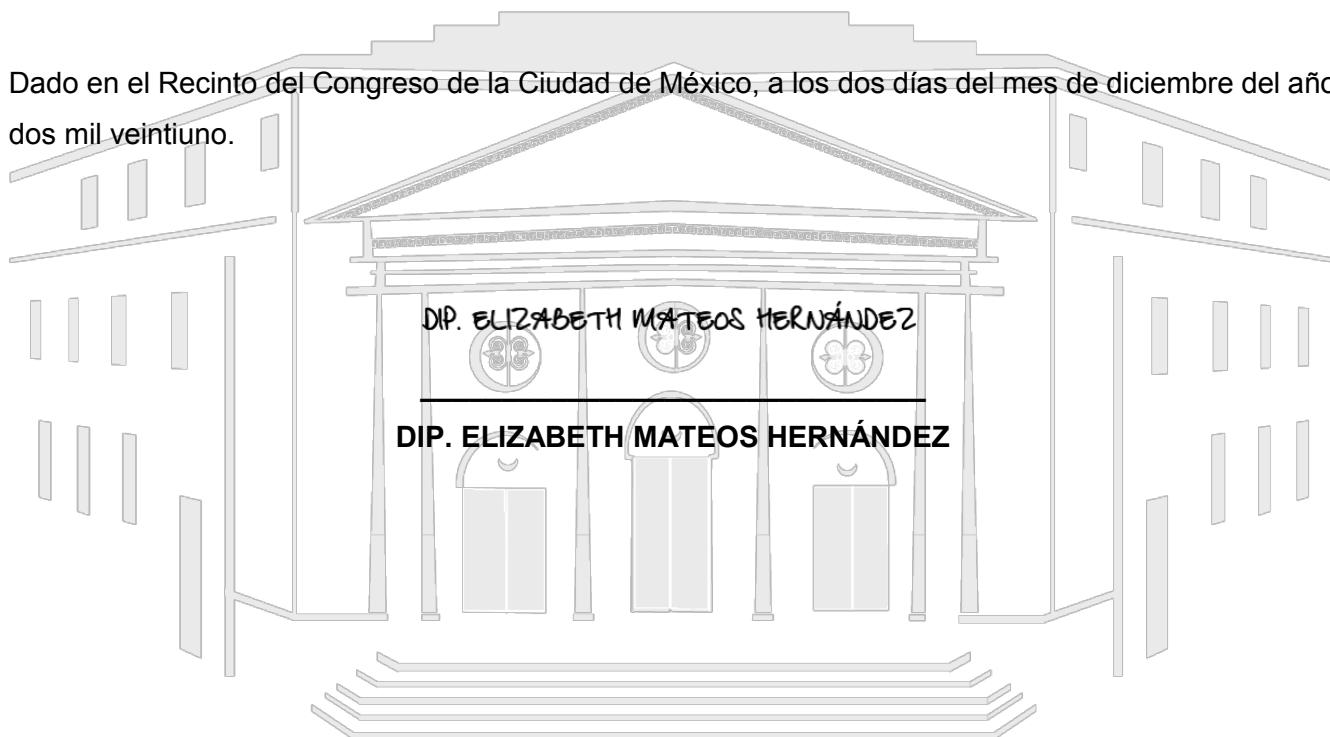 Dado en el Recinto del Congreso de la Ciudad de México, a los dos días del mes de diciembre del año
dos mil veintiuno.
DIP. ELIZABETH MATEOS HERNÁNDEZ
DIP. ELIZABETH MATEOS HERNÁNDEZ